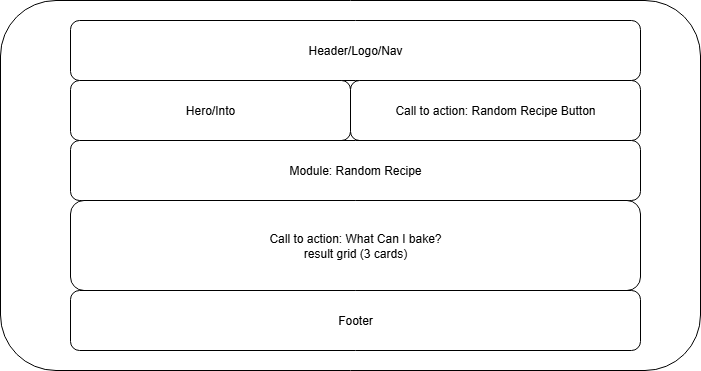 Header/Logo/Nav
Hero/Into
Call to action: Random Recipe Button
Module: Random Recipe
Call to action: What Can I bake?
result grid (3 cards)
Footer